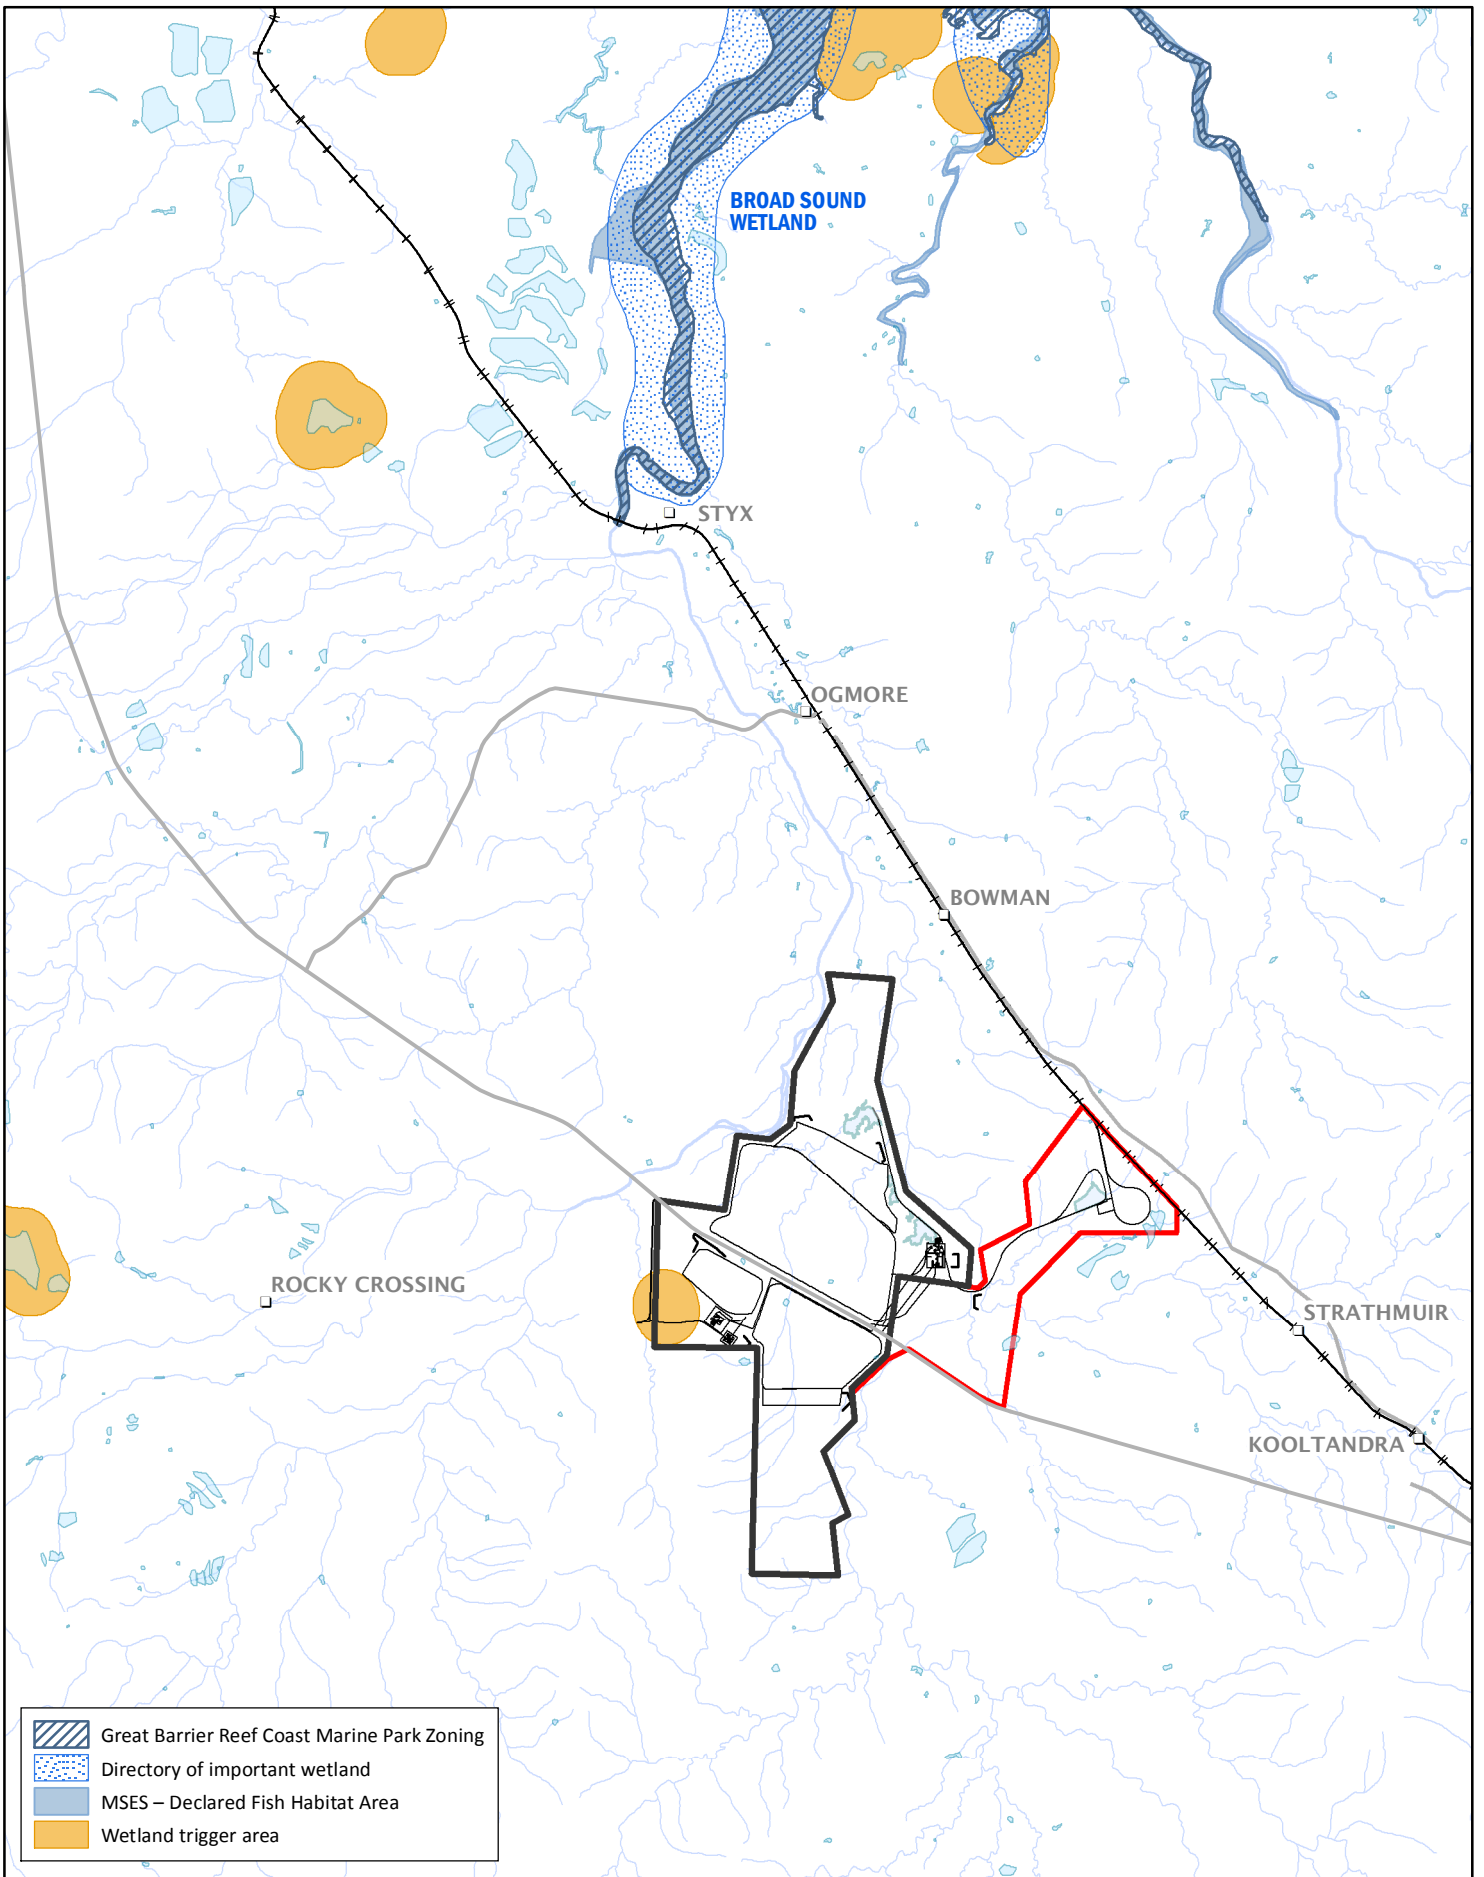 BROAD SOUND
WETLAND
STYX
OGMORE
BOWMAN
ROCKY CROSSING
STRATHMUIR
KOOLTANDRA
Great Barrier Reef Coast Marine Park Zoning
Directory of important wetland
MSES – Declared Fish Habitat Area
Wetland trigger area